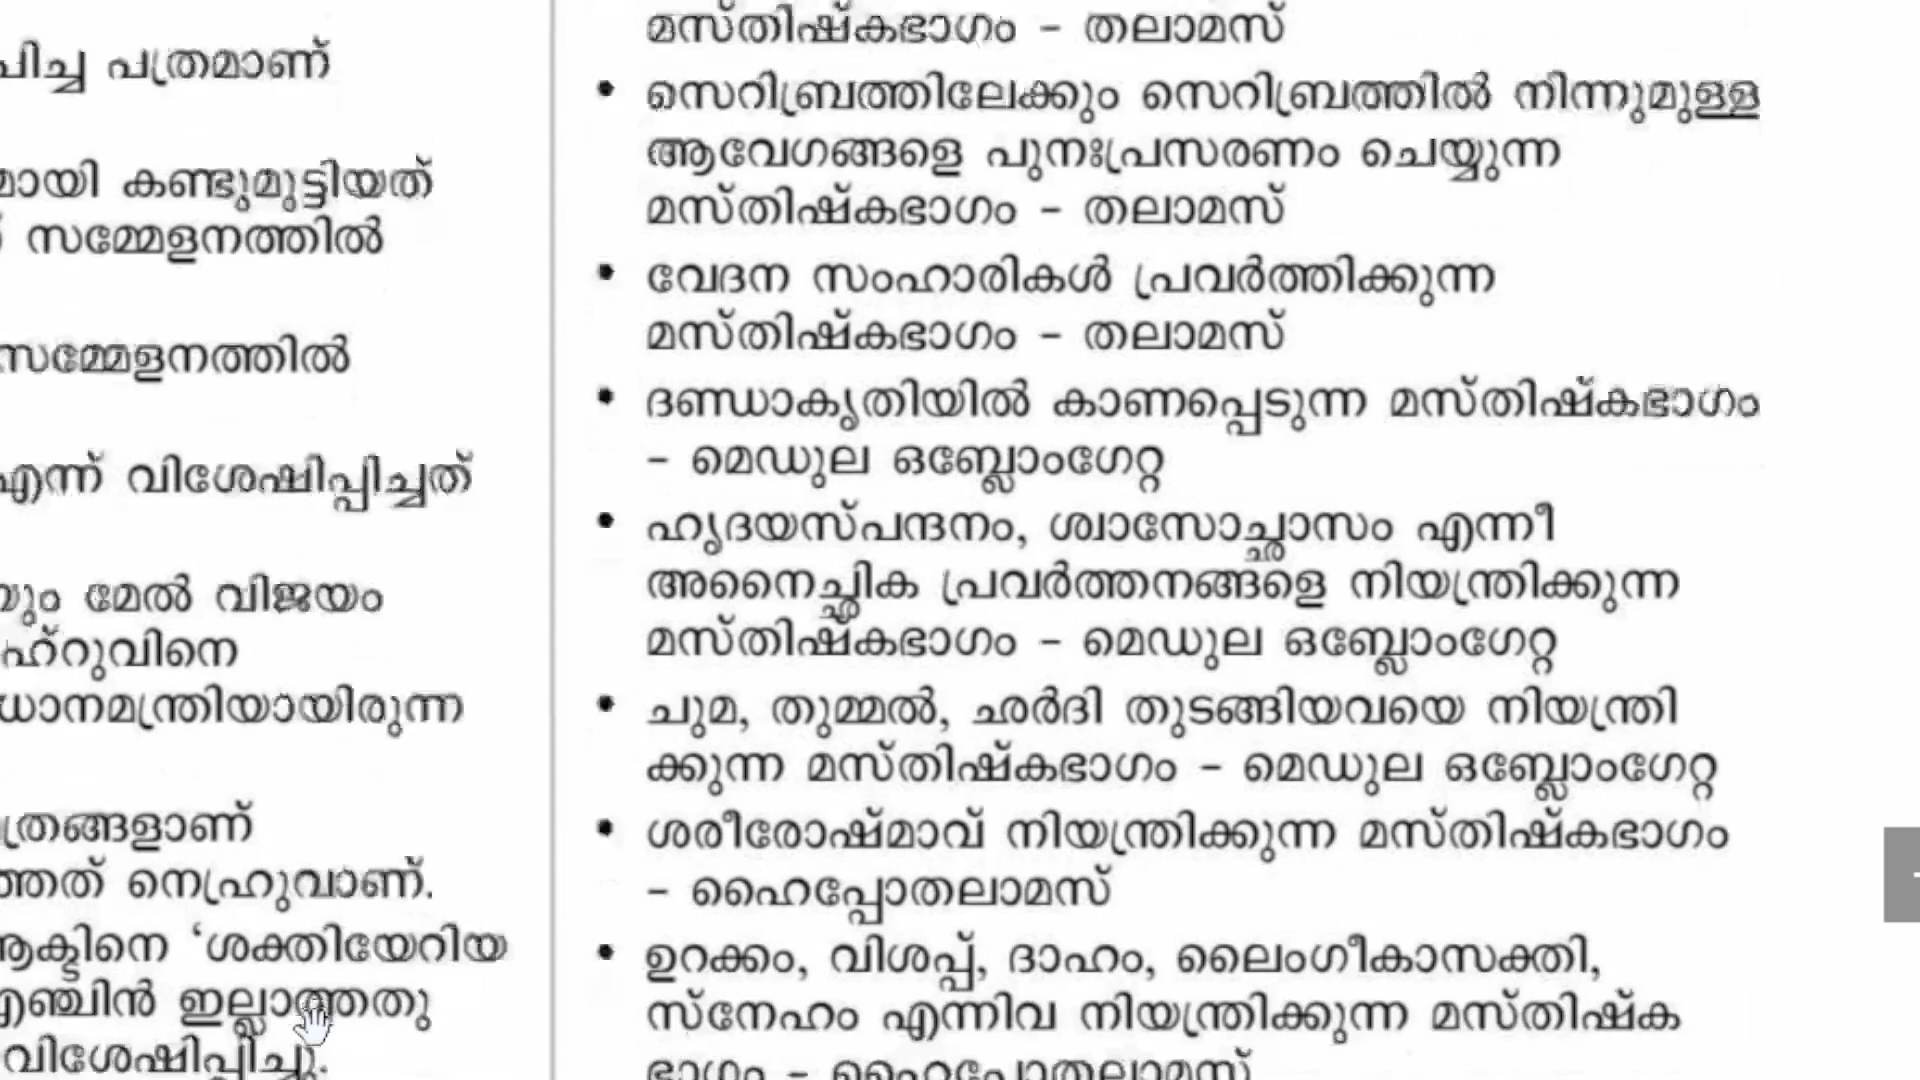 പിച്ച പത്രമാണ്
മായി കണ്ടുമുട്ടിയത്
സമ്മേളനത്തിൽ
സമ്മേളനത്തിൽ
എന്ന് വിശേഷിപ്പിച്ചത്
മേൽ വിജയം
ഹ്റുവിനെ
ധാനമന്ത്രിയായിരുന്ന
ത്രങ്ങളാണ്
ത്തത് നെഹ്രുവാണ്.
ആക്ടിനെ ‘ശക്തിയേറിയ
എഞ്ചിൻ ഇല്ലാത്തതു
വിശേഷിപ്പിച്ചു.
മസ്തിഷ്കഭാഗം – തലാമസ്
• സെറിബ്രത്തിലേക്കും സെറിബ്രത്തിൽ നിന്നുമുള്ള
ആവേഗങ്ങളെ പുനഃപ്രസരണം ചെയ്യുന്ന
മസ്തിഷ്കഭാഗം – തലാമസ്
• വേദന സംഹാരികൾ പ്രവർത്തിക്കുന്ന
മസ്തിഷ്കഭാഗം – തലാമസ്
• ദണ്ഡാകൃതിയിൽ കാണപ്പെടുന്ന മസ്തിഷ്കഭാഗം
– മെഡുല ഒബ്ലോംഗേറ്റ
• ഹൃദയസ്പന്ദനം, ശ്വാസോച്ഛാസം എന്നീ
അനൈച്ഛിക പ്രവർത്തനങ്ങളെ നിയന്ത്രിക്കുന്ന
മസ്തിഷ്കഭാഗം – മെഡുല ഒബ്ലോംഗേറ്റ
• ചുമ, തുമ്മൽ, ഛർദി തുടങ്ങിയവയെ നിയന്ത്രി
ക്കുന്ന മസ്തിഷ്കഭാഗം – മെഡുല ഒബ്ലോംഗേറ്റ
• ശരീരോഷ്മാവ് നിയന്ത്രിക്കുന്ന മസ്തിഷ്കഭാഗം
– ഹൈപ്പോതലാമസ്
• ഉറക്കം, വിശപ്പ്, ദാഹം, ലൈംഗീകാസക്തി,
സ്നേഹം എന്നിവ നിയന്ത്രിക്കുന്ന മസ്തിഷ്ക
ഭാഗം – ഹൈപ്പോതലാമസ്